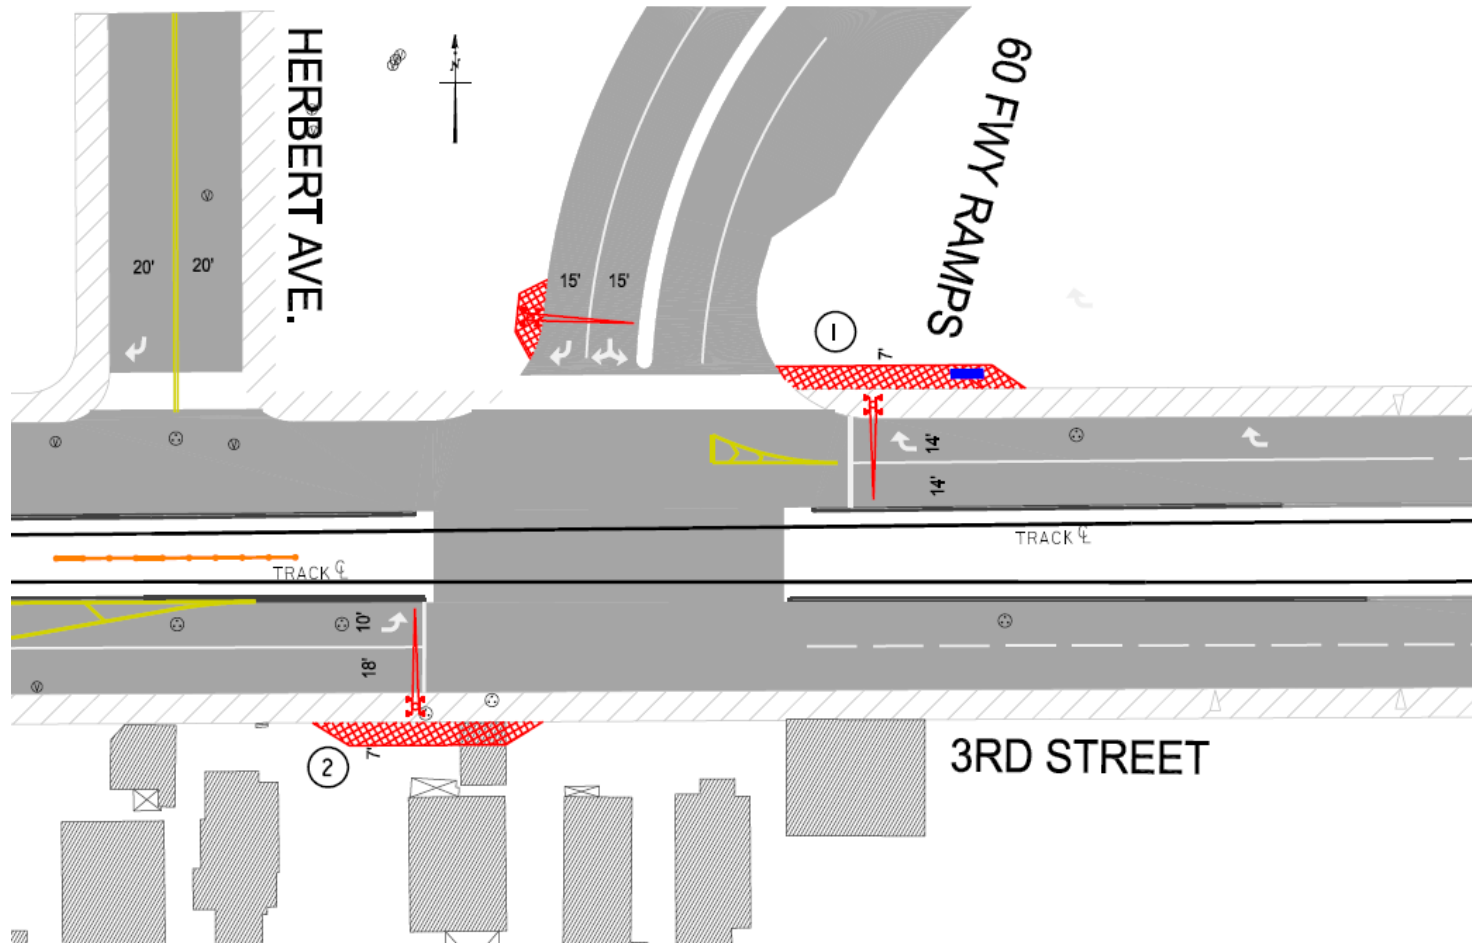 HERBERT AVE.
N
60 FWY RAMPS
20'
20'
15'
15'
1
7'
14'
14'
TRACK ℄
TRACK ℄
10'
18'
2
7'
3RD STREET